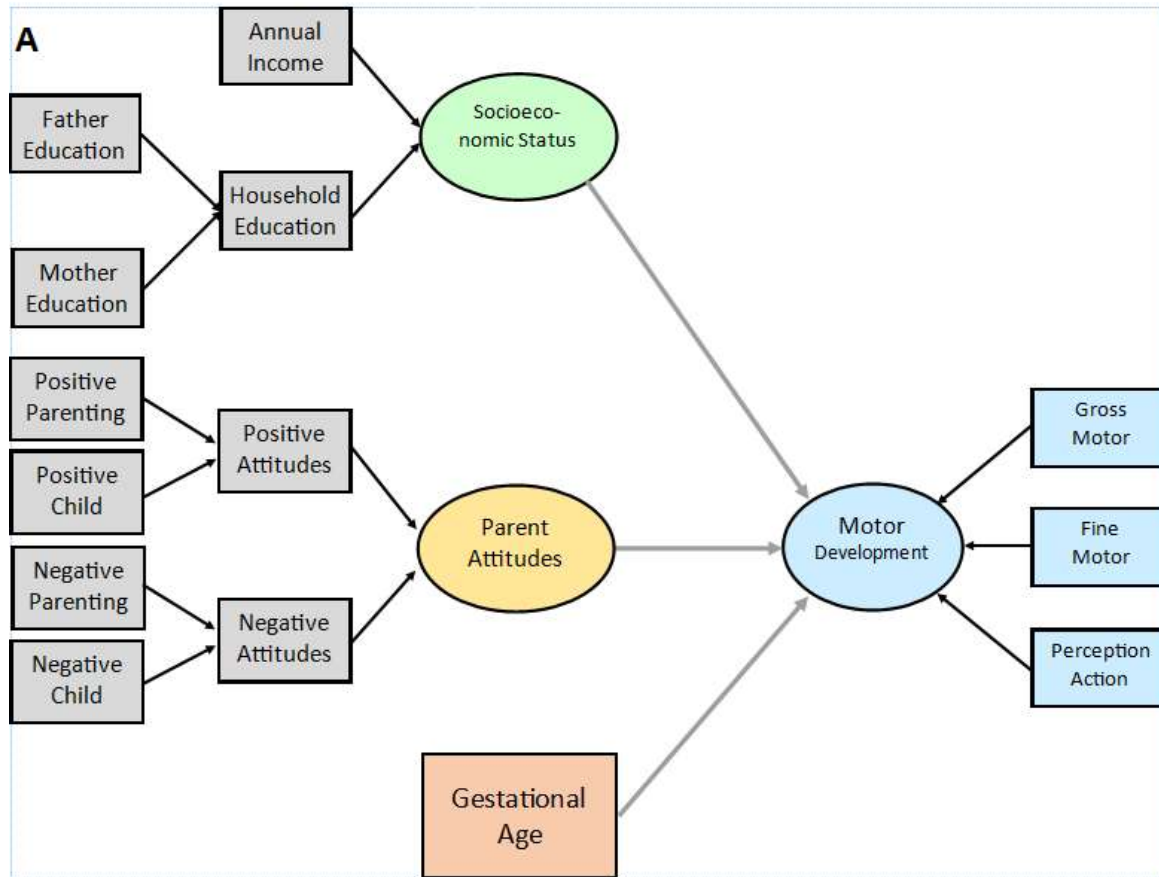 A
Annual
Income
Father
Education
Household
Education
Mother
Education
Socioeco-
nomic Status
Positive
Parenting
Positive
Child
Positive
Attitudes
Negative
Parenting
Negative
Child
Negative
Attitudes
Parent
Attitudes
Gestational
Age
Motor
Development
Gross
Motor
Fine
Motor
Perception
Action